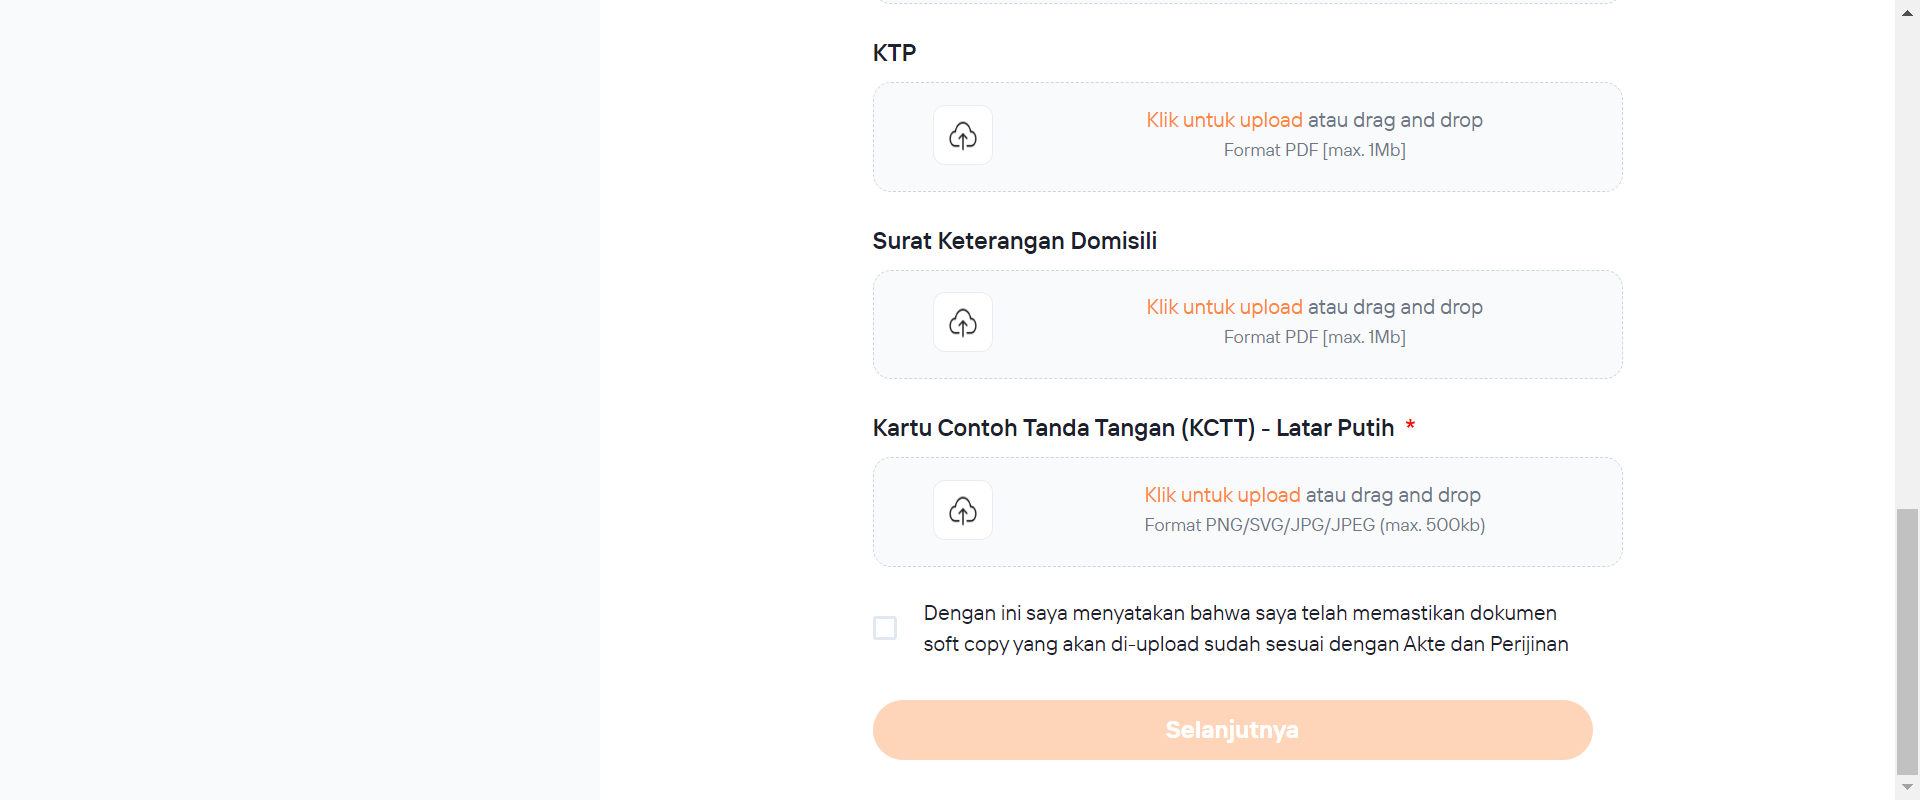 KTP
Klik untuk upload atau drag and drop
Format PDF [max. 1Mb]
Surat Keterangan Domisili
Klik untuk upload atau drag and drop
Format PDF [max. 1Mb]
Kartu Contoh Tanda Tangan (KCTT) - Latar Putih *
Klik untuk upload atau drag and drop
Format PNG/SVG/JPG/JPEG (max. 500kb)
Dengan ini saya menyatakan bahwa saya telah memastikan dokumen
soft copy yang akan di-upload sudah sesuai dengan Akte dan Perijinan
Selanjutnya